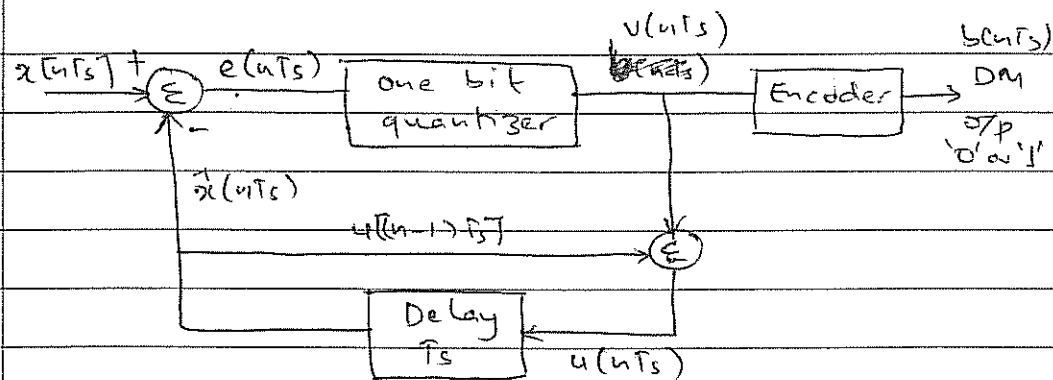 v(nTs)
b(nTs)
x[nTs] +
e(nTs)
one bit
quantizer
Encoder
DM
o/p
'0' or '1'
-
x̂(nTs)
u[(n-1)Ts]
Σ
Σ
Delay
Ts
u(nTs)